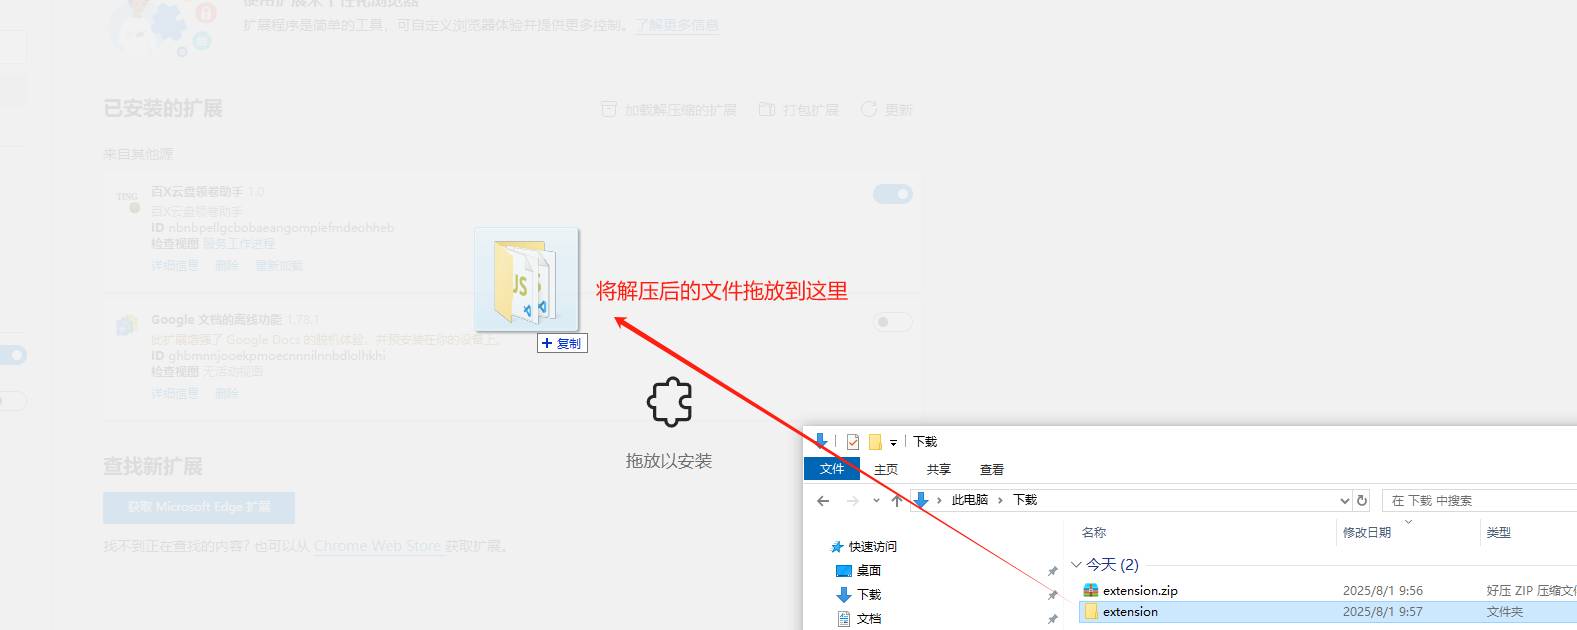 使用扩展来个性化浏览器
扩展程序是简单的工具，可自定义浏览器体验并提供更多控制。 了解更多信息
已安装的扩展
加载解压缩的扩展 打包扩展 更新
来自其他源
TING
百X云盘领卷助手 1.0
百X云盘领卷助手
ID nbnbpellgcbobaeangompiefmdeohheb
检查视图 服务工作进程
详细信息 删除 重新加载
JS
将解压后的文件拖放到这里
复制
Google 文档的离线功能 1.78.1
此扩展增强了 Google Docs 的脱机体验，并预安装在你的设备上。
ID ghbmnnjooekpmoecnnnilnnbdlolhkhi
检查视图 无活动视图
详细信息 删除
拖放以安装
查找新扩展
获取 Microsoft Edge 扩展
找不到正在查找的内容? 也可以从 Chrome Web Store 获取扩展。
下载
文件 主页 共享 查看
此电脑 下载
在 下载 中搜索
名称 修改日期 类型
快速访问
今天 (2)
桌面
extension.zip 2025/8/1 9:56 好压 ZIP 压缩文件
下载
extension 2025/8/1 9:57 文件夹
文档